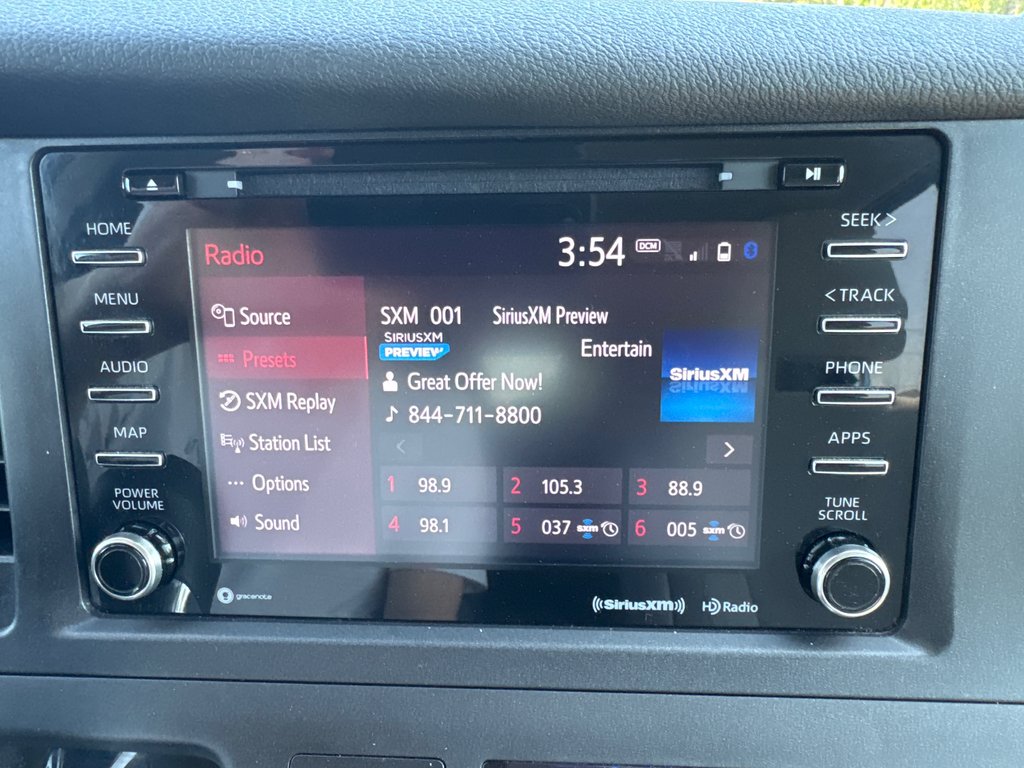 HOME
MENU
AUDIO
MAP
POWER
VOLUME
Radio
3:54 DCM
Source
Presets
SXM Replay
Station List
Options
Sound
SXM 001 SiriusXM Preview
SIRIUSXM
PREVIEW
Entertain
Great Offer Now!
844-711-8800
SiriusXM
1 98.9 2 105.3 3 88.9
4 98.1 5 037 sxm 6 005 sxm
SEEK >
< TRACK
PHONE
APPS
TUNE
SCROLL
gracenote
SiriusXM HD Radio